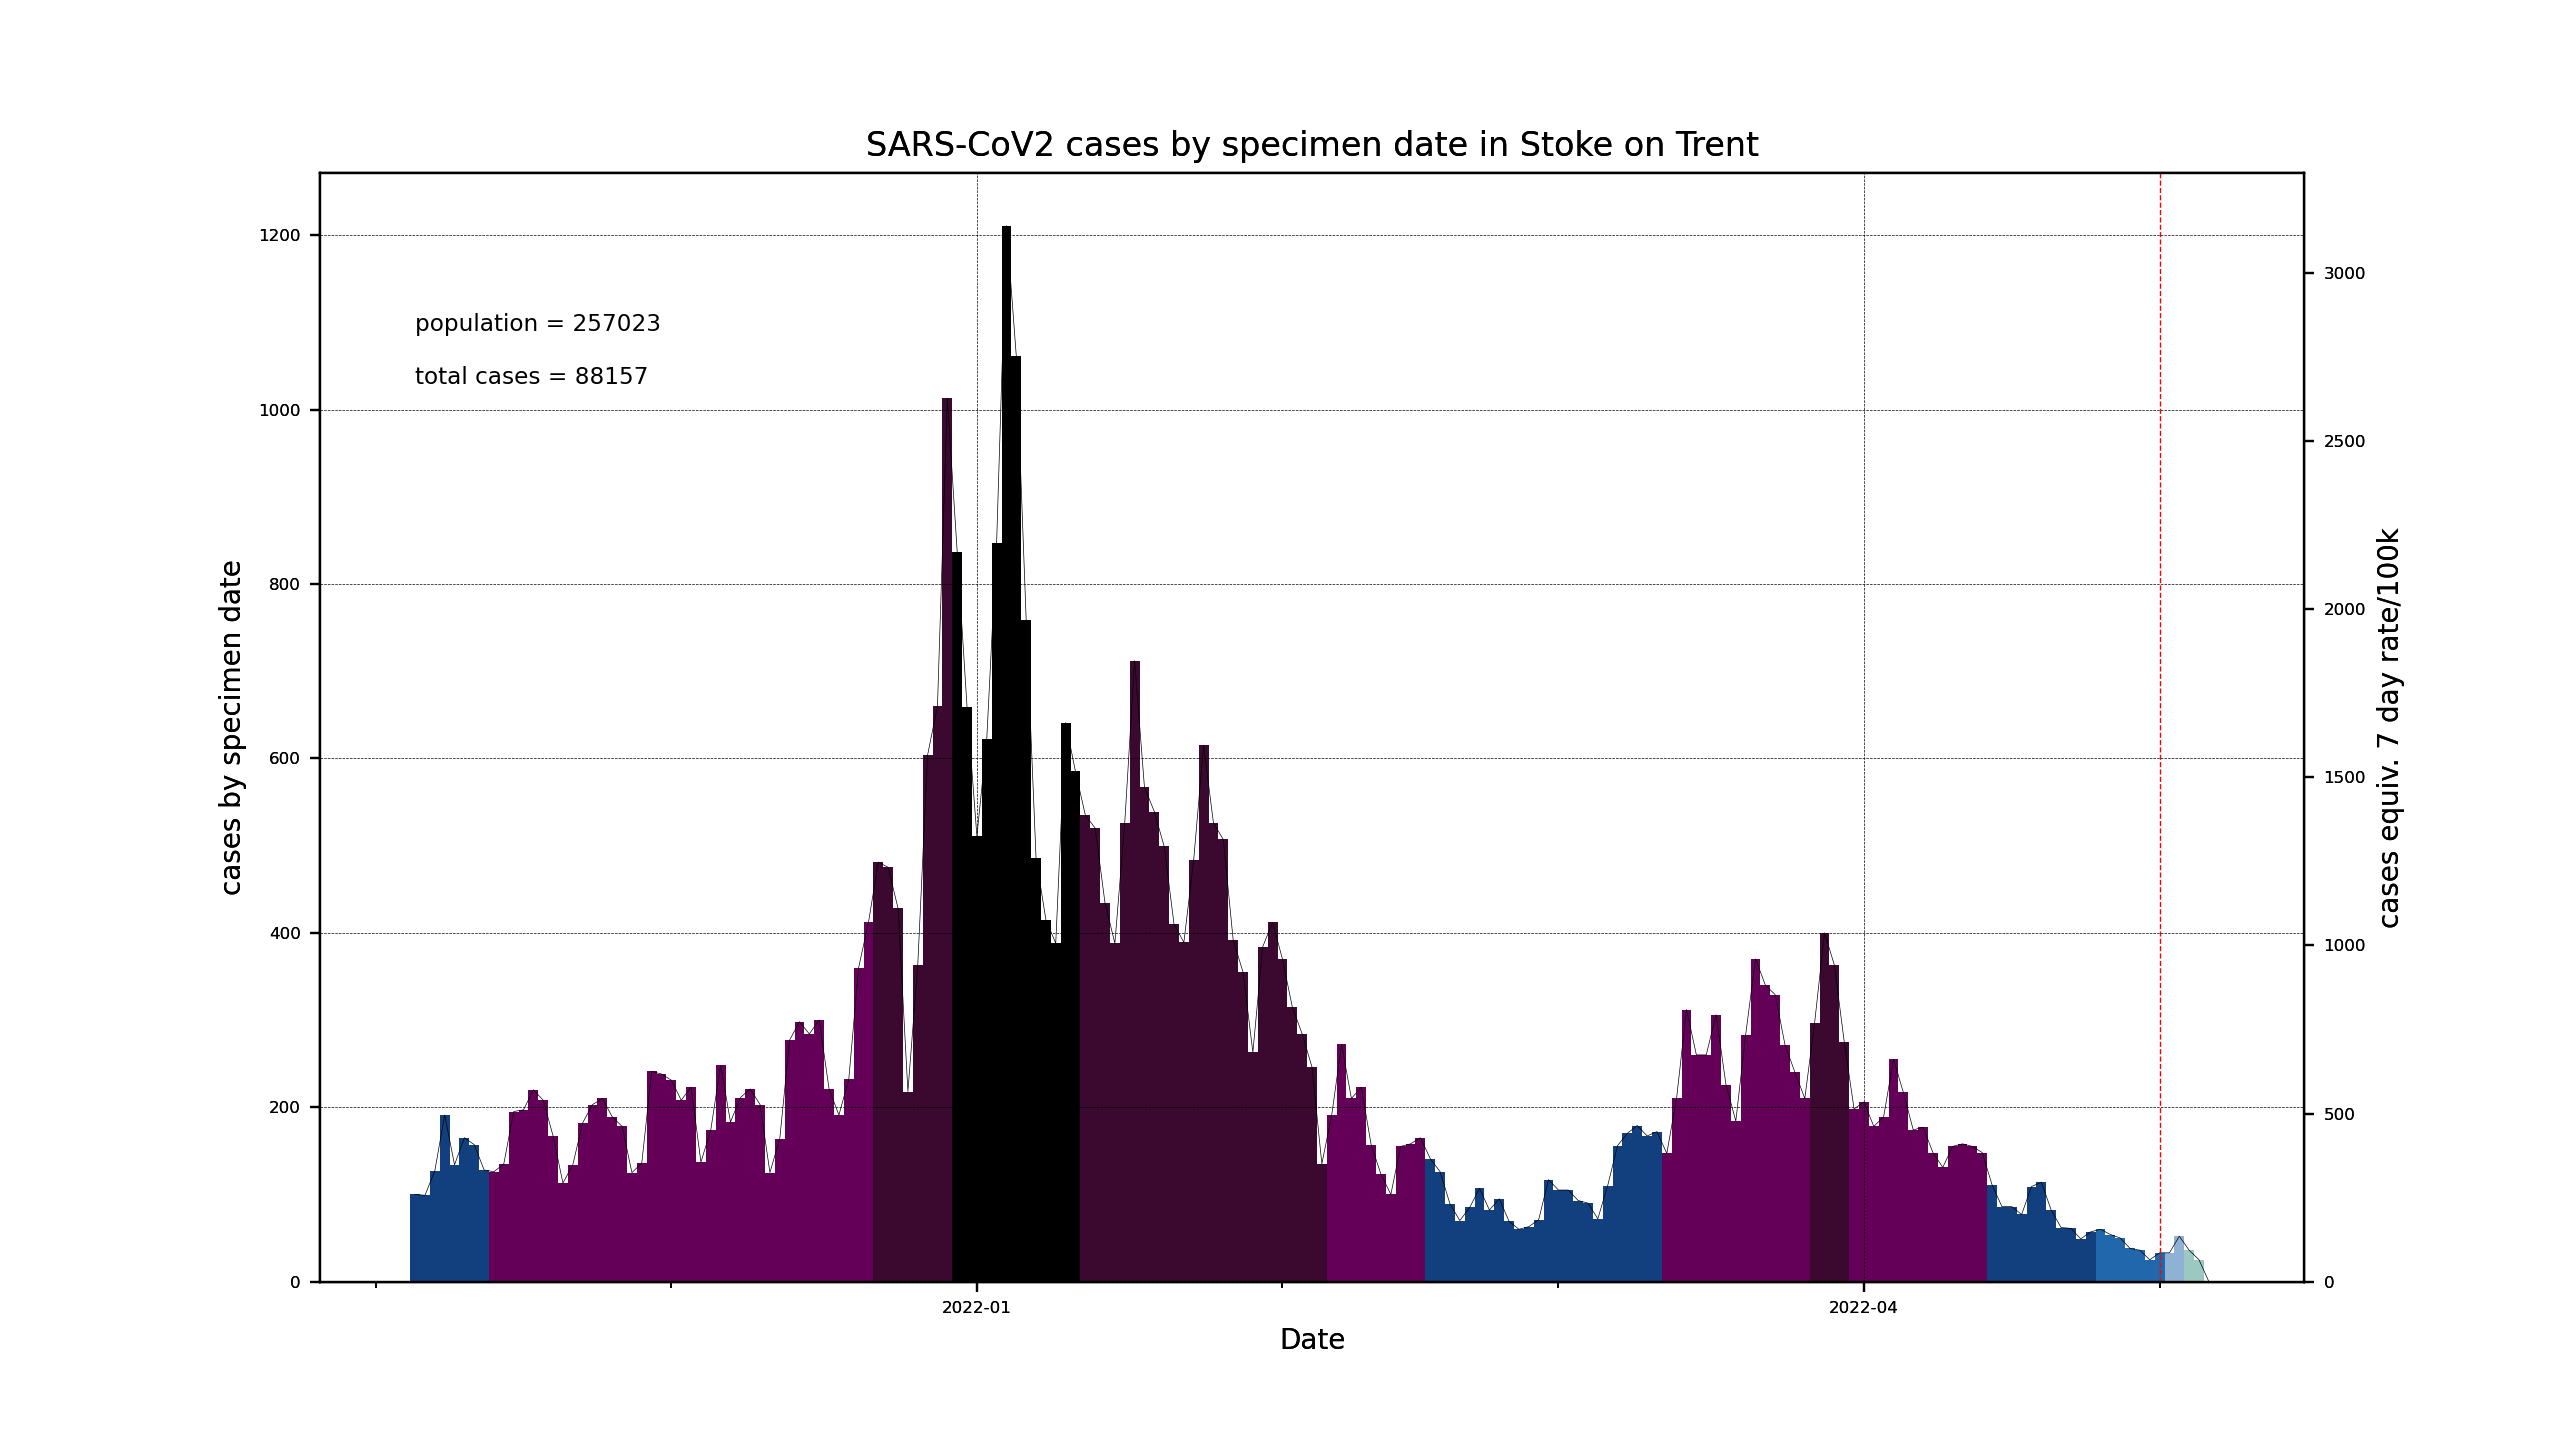 SARS-CoV2 cases by specimen date in Stoke on Trent
population = 257023
total cases = 88157
cases by specimen date
1200
1000
800
600
400
200
0
3000
2500
2000
1500
1000
500
0
cases equiv. 7 day rate/100k
2022-01
2022-04
Date